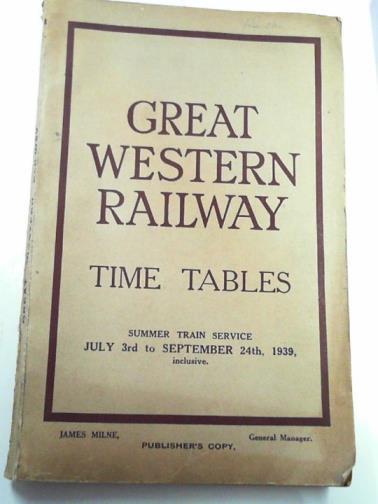 GREAT
WESTERN
RAILWAY
TIME TABLES
SUMMER TRAIN SERVICE
JULY 3rd to SEPTEMBER 24th, 1939,
inclusive.
JAMES MILNE, General Manager.
PUBLISHER'S COPY.